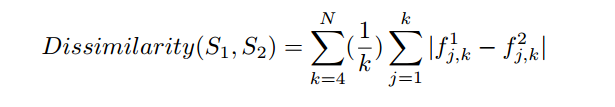 Dissimilarity(S_1, S_2) = \sum_{k=4}^{N} (\frac{1}{k}) \sum_{j=1}^{k} |f_{j,k}^1 - f_{j,k}^2|